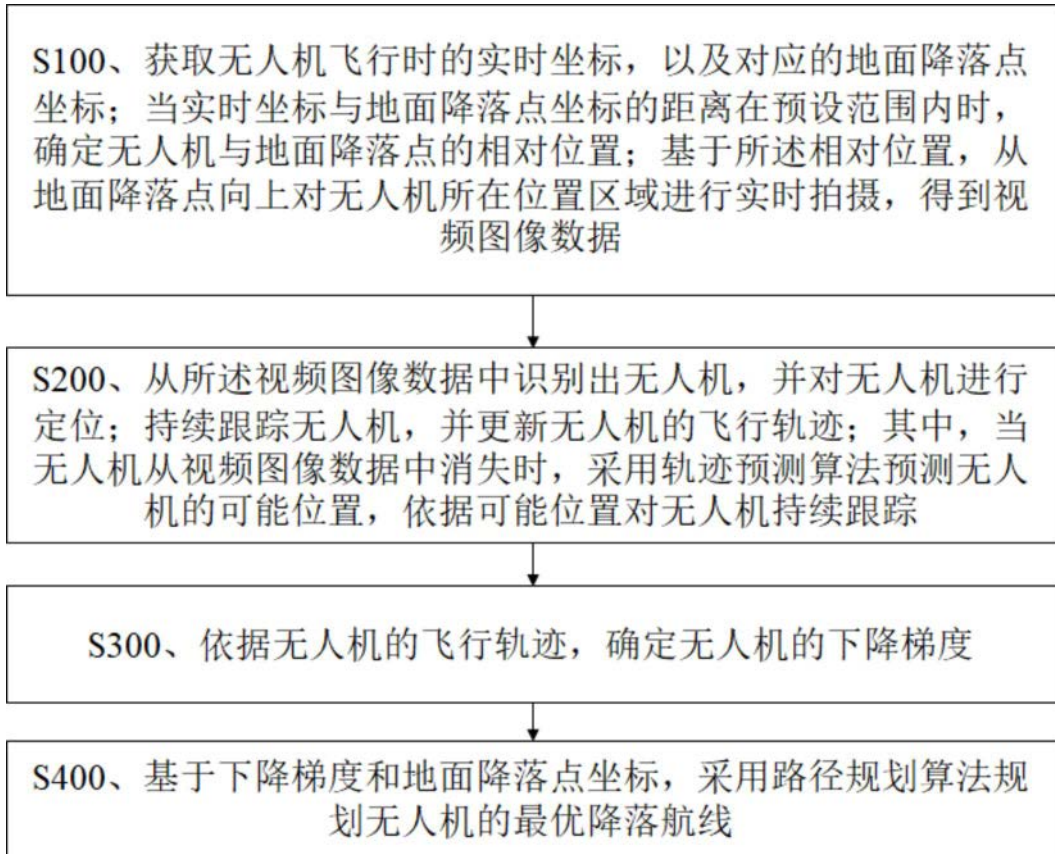 S100、获取无人机飞行时的实时坐标，以及对应的地面降落点
坐标；当实时坐标与地面降落点坐标的距离在预设范围内时，
确定无人机与地面降落点的相对位置；基于所述相对位置，从
地面降落点向上对无人机所在位置区域进行实时拍摄，得到视
频图像数据
S200、从所述视频图像数据中识别出无人机，并对无人机进行
定位；持续跟踪无人机，并更新无人机的飞行轨迹；其中，当
无人机从视频图像数据中消失时，采用轨迹预测算法预测无人
机的可能位置，依据可能位置对无人机持续跟踪
S300、依据无人机的飞行轨迹，确定无人机的下降梯度
S400、基于下降梯度和地面降落点坐标，采用路径规划算法规
划无人机的最优降落航线